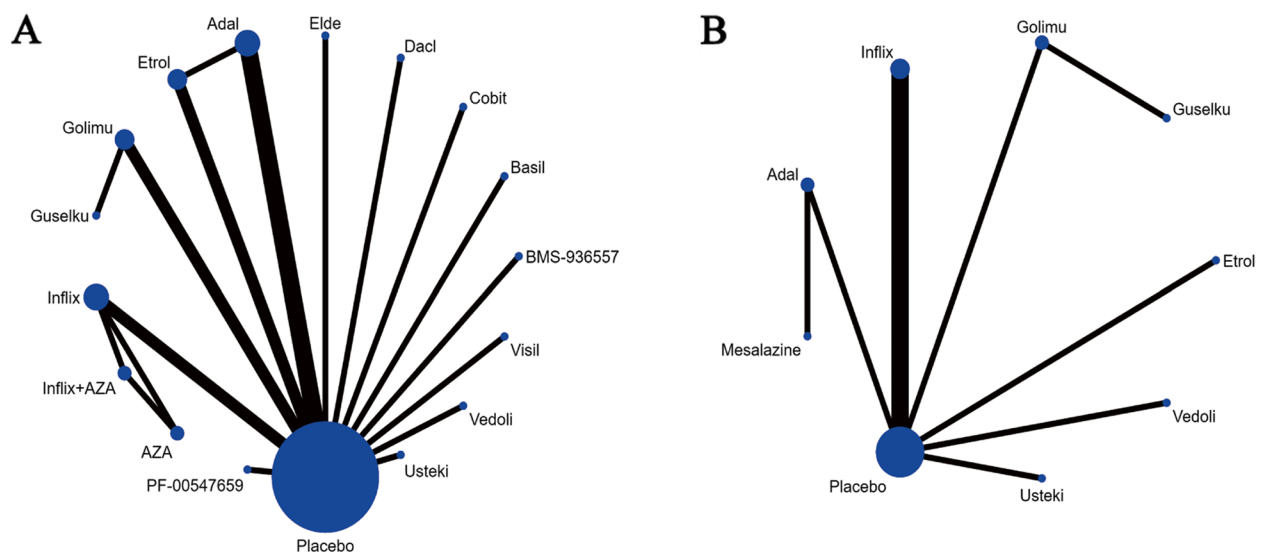 A
Elde
Adal
Dacl
Etrol
Cobit
Golimu
Basil
Guselku
BMS-936557
Inflix
Visil
Inflix+AZA
Vedoli
AZA
Usteki
PF-00547659
Placebo
B
Golimu
Inflix
Guselku
Adal
Etrol
Mesalazine
Vedoli
Placebo
Usteki